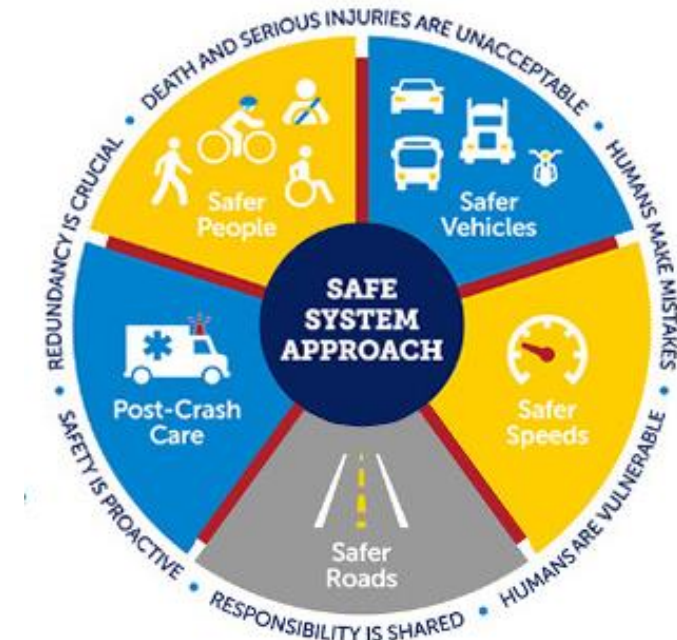 DEATH AND SERIOUS INJURIES ARE UNACCEPTABLE
HUMANS MAKE MISTAKES
HUMANS ARE VULNERABLE
RESPONSIBILITY IS SHARED
SAFETY IS PROACTIVE
REDUNDANCY IS CRUCIAL
Safer
People
Safer
Vehicles
SAFE
SYSTEM
APPROACH
Post-Crash
Care
Safer
Speeds
Safer
Roads